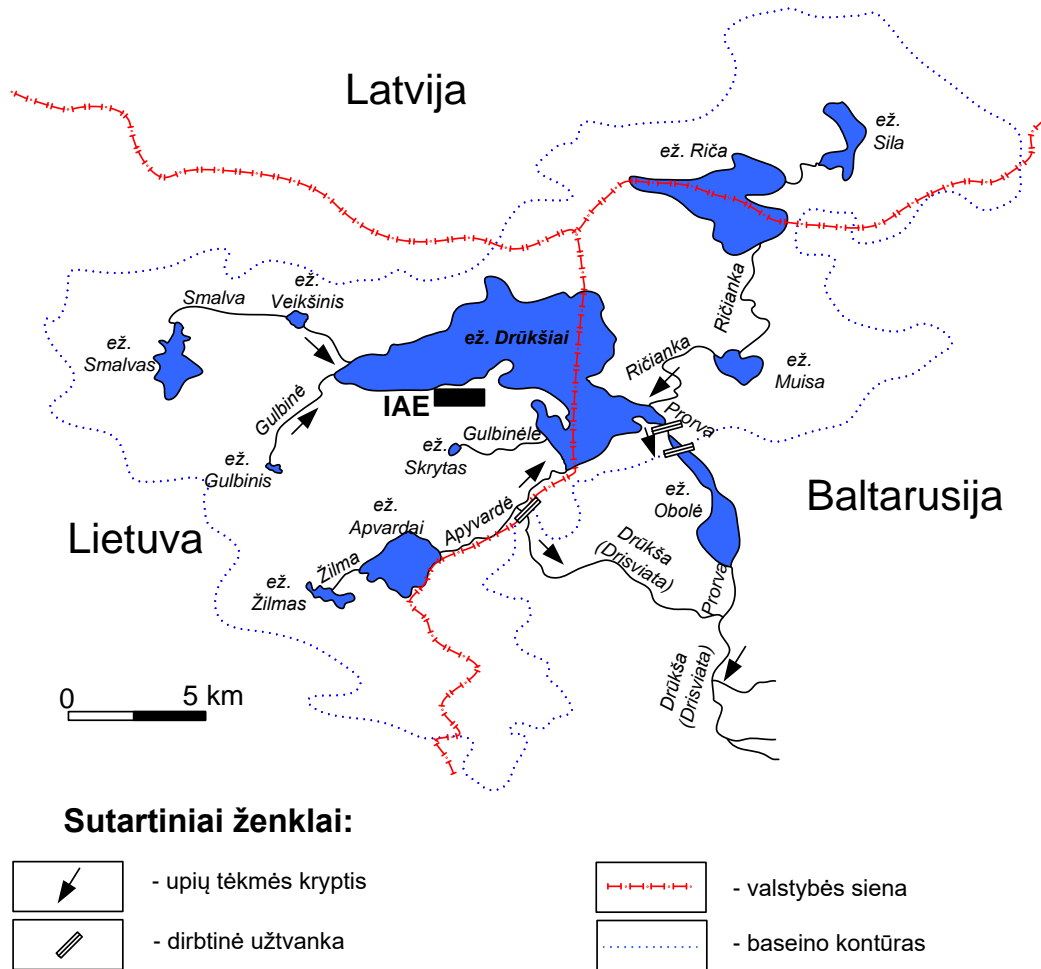 Latvija
ež.
Sila
ež. Riča
Smalva
ež.
Veikšinis
Ričianka
ež.
Smalvas
ež. Drūkšiai
Ričianka
ež.
Muisa
IAE
Gulbinė
Prorva
Gulbinėlė
ež.
Skrytas
ež.
Gulbinis
ež.
Obolė
Baltarusija
Lietuva
ež.
Apvardai
Apyvardė
Drūkša
(Drisviata)
Žilma
ež.
Žilmas
Prorva
Drūkša
(Drisviata)
0 5 km
Sutartiniai ženklai:
- upių tėkmės kryptis
- valstybės siena
- dirbtinė užtvanka
- baseino kontūras